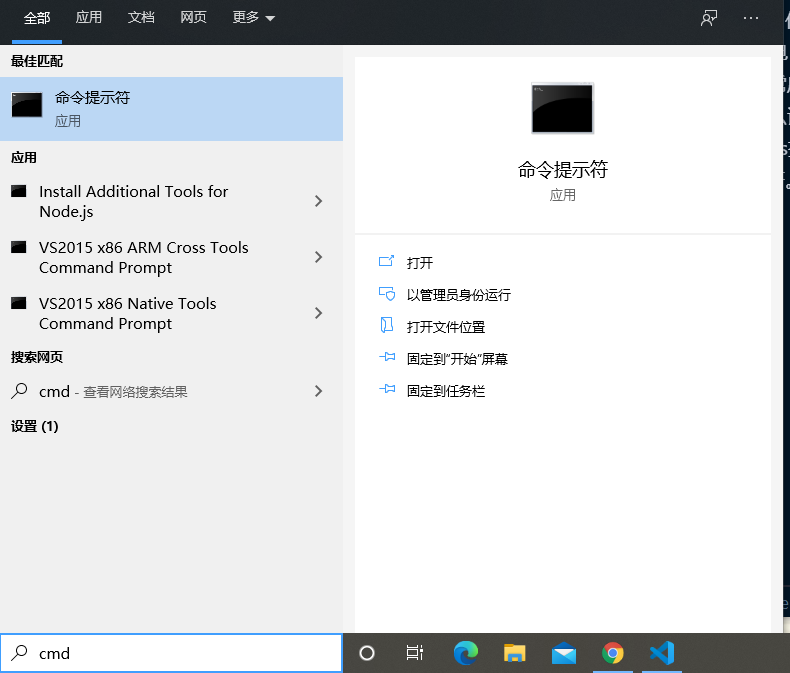 全部 应用 文档 网页 更多
最佳匹配
命令提示符
应用
应用
Install Additional Tools for
Node.js
VS2015 x86 ARM Cross Tools
Command Prompt
VS2015 x86 Native Tools
Command Prompt
搜索网页
cmd - 查看网络搜索结果
设置 (1)
命令提示符
应用
打开
以管理员身份运行
打开文件位置
固定到"开始"屏幕
固定到任务栏
cmd